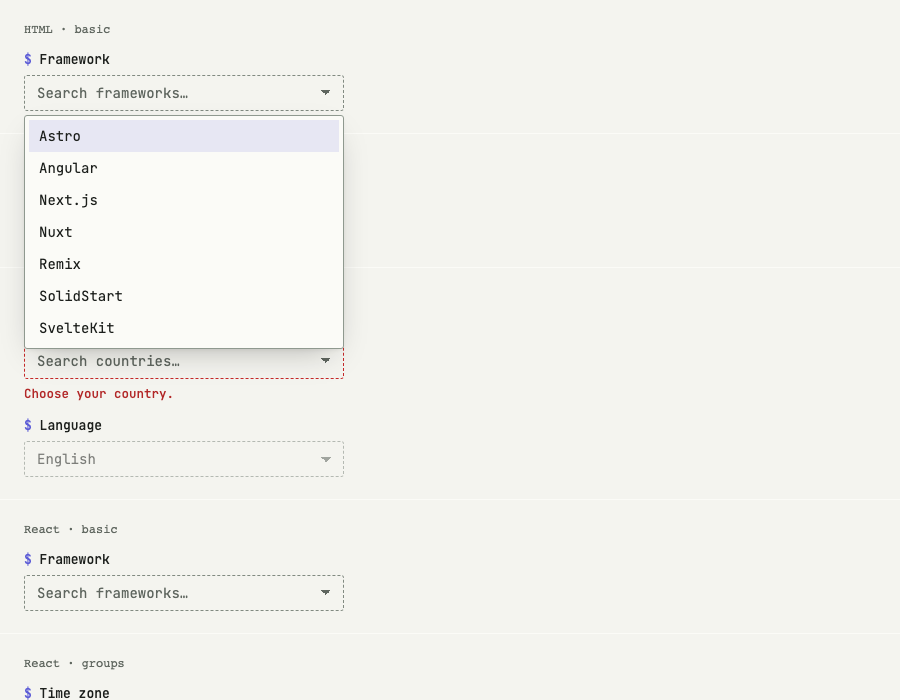 HTML · basic
$ Framework
Search frameworks…
Astro
Angular
Next.js
Nuxt
Remix
SolidStart
SvelteKit
Search countries…
Choose your country.
$ Language
English
React · basic
$ Framework
Search frameworks…
React · groups
$ Time zone